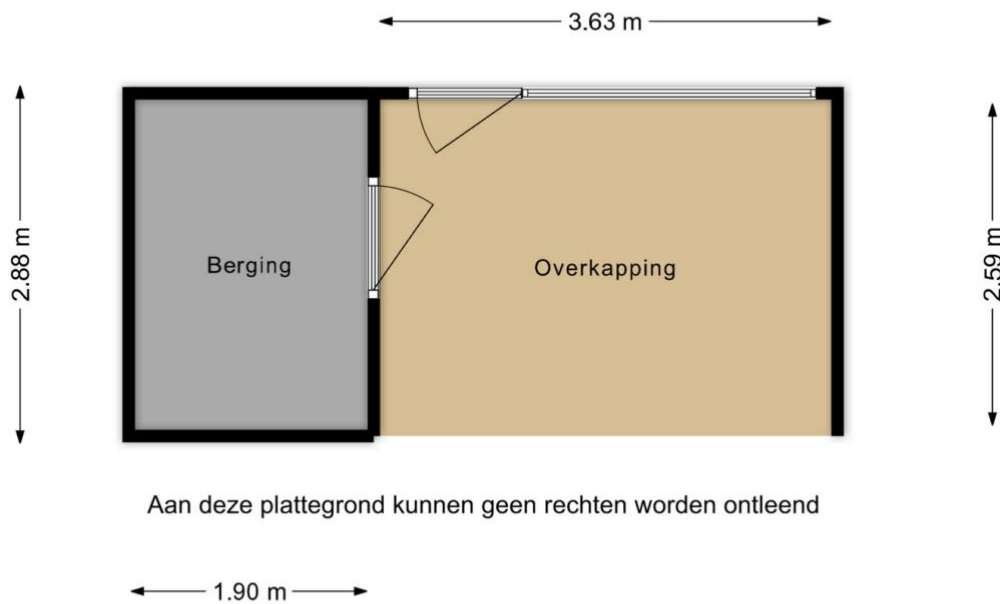 3.63 m
2.88 m
2.59 m
Berging
Overkapping
Aan deze plattegrond kunnen geen rechten worden ontleend
1.90 m